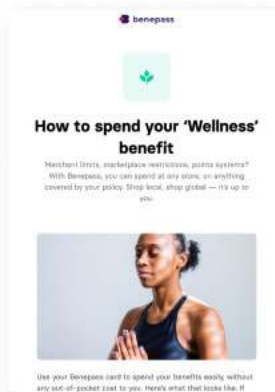 benepass
How to spend your ‘Wellness’
benefit
Merchant limits, marketplace restrictions, points systems?
With Benepass, you can spend at any store, on anything
covered by your policy. Shop local, shop global — it's up to
you.
Use your Benepass card to spend your benefits easily, without
any out-of-pocket cost to you. Here's what that looks like. If